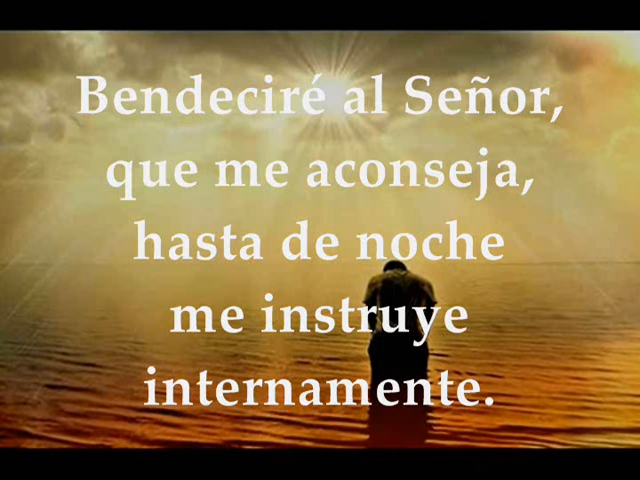 Bendeciré al Señor,
que me aconseja,
hasta de noche
me instruye
internamente.